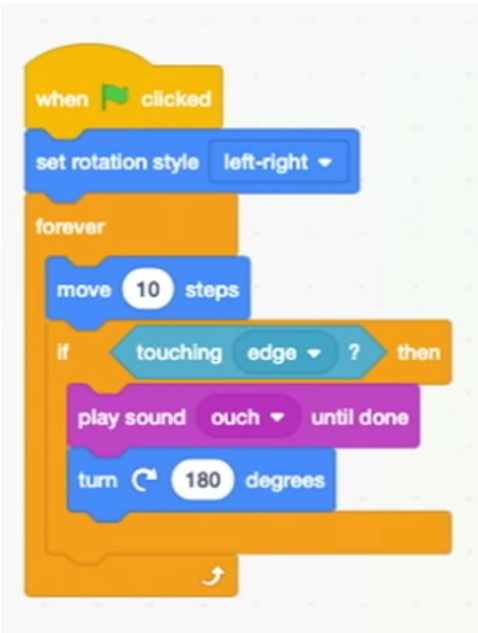 when clicked
set rotation style left-right
forever
move 10 steps
if touching edge ? then
play sound ouch until done
turn 180 degrees